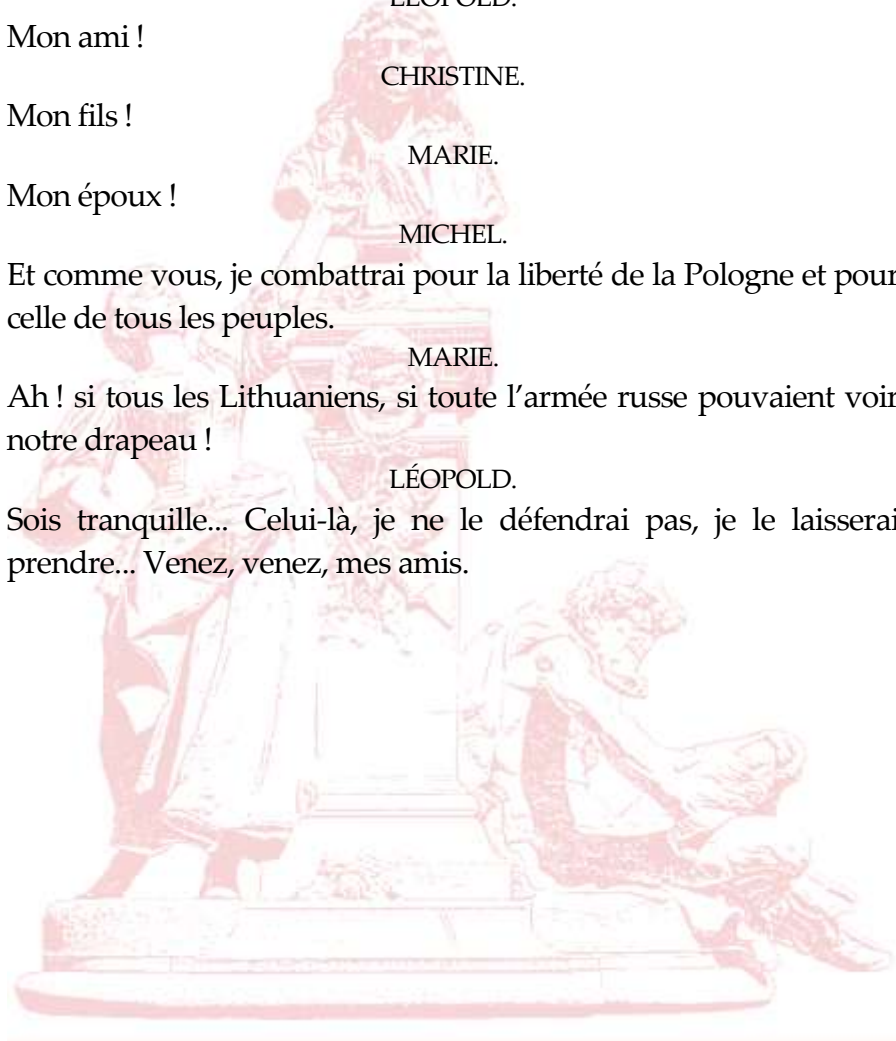 LÉOPOLD.
Mon ami !
CHRISTINE.
Mon fils !
MARIE.
Mon époux !
MICHEL.
Et comme vous, je combattrai pour la liberté de la Pologne et pour
celle de tous les peuples.
MARIE.
Ah ! si tous les Lithuaniens, si toute l’armée russe pouvaient voir
notre drapeau !
LÉOPOLD.
Sois tranquille... Celui-là, je ne le défendrai pas, je le laisserai
prendre... Venez, venez, mes amis.